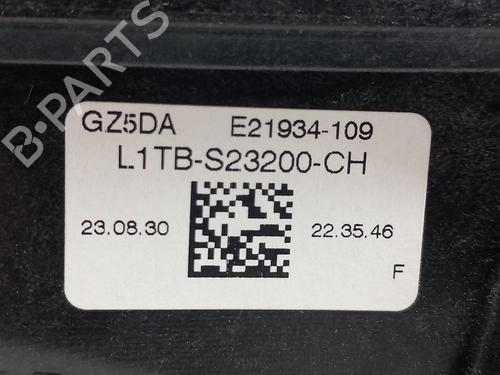 B-PARTS
GZ5DA E21934-109
L1TB-S23200-CH
23.08.30 22.35.46
F